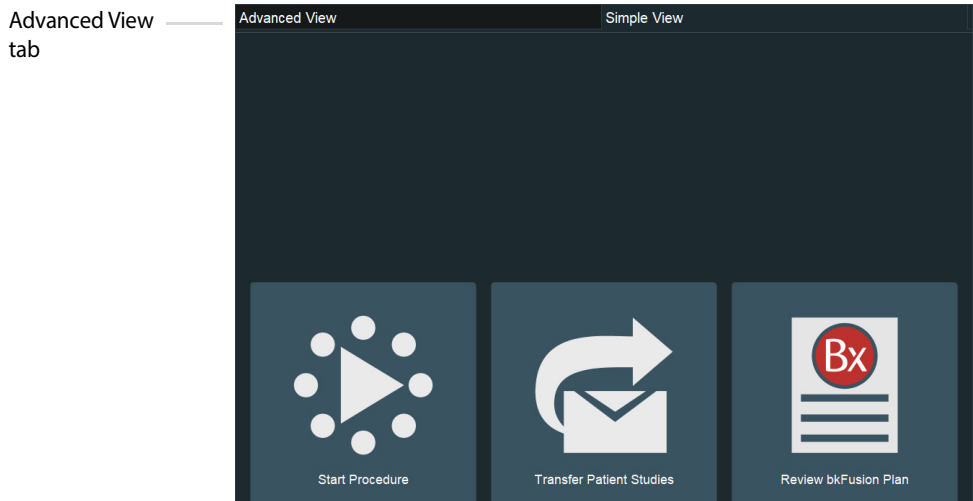 Advanced View
tab
Advanced View
Simple View
Bx
Start Procedure
Transfer Patient Studies
Review bkFusion Plan